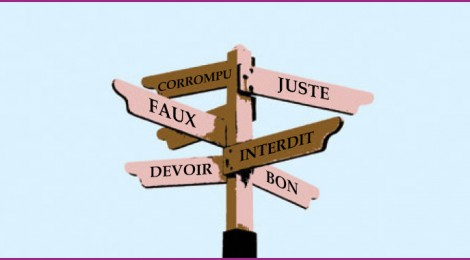 CORROMPU
JUSTE
FAUX
INTERDIT
DEVOIR
BON